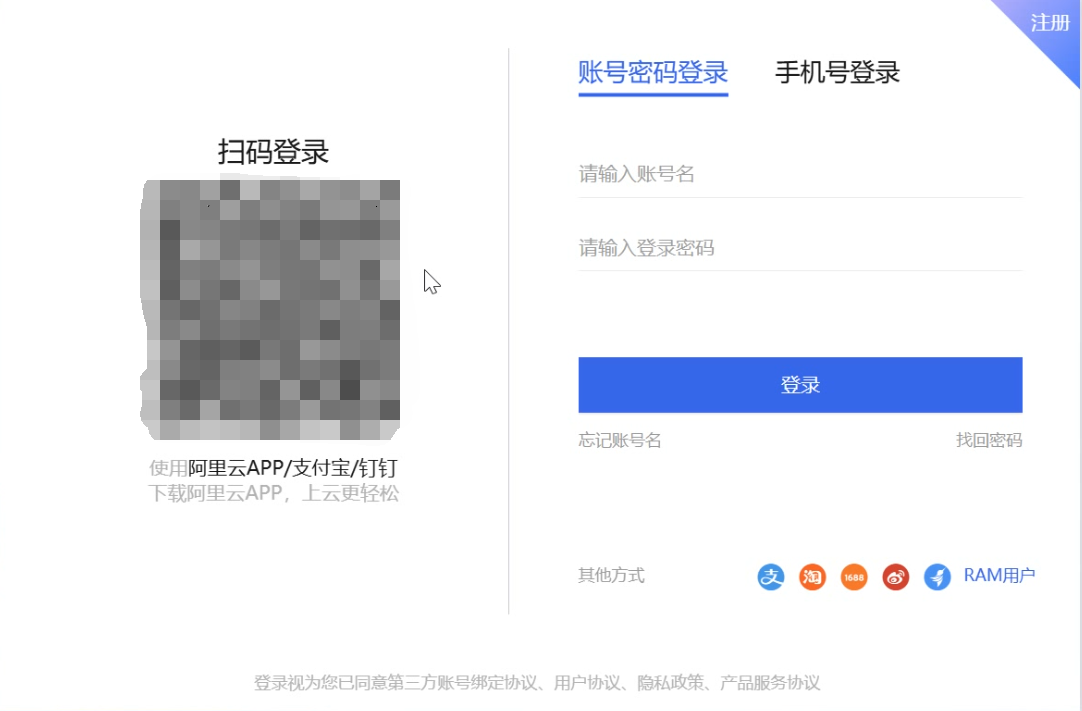 注册
扫码登录
使用阿里云APP/支付宝/钉钉
下载阿里云APP，上云更轻松
账号密码登录 手机号登录
请输入账号名
请输入登录密码
登录
忘记账号名 找回密码
其他方式 支 淘 1688 RAM用户
登录视为您已同意第三方账号绑定协议、用户协议、隐私政策、产品服务协议